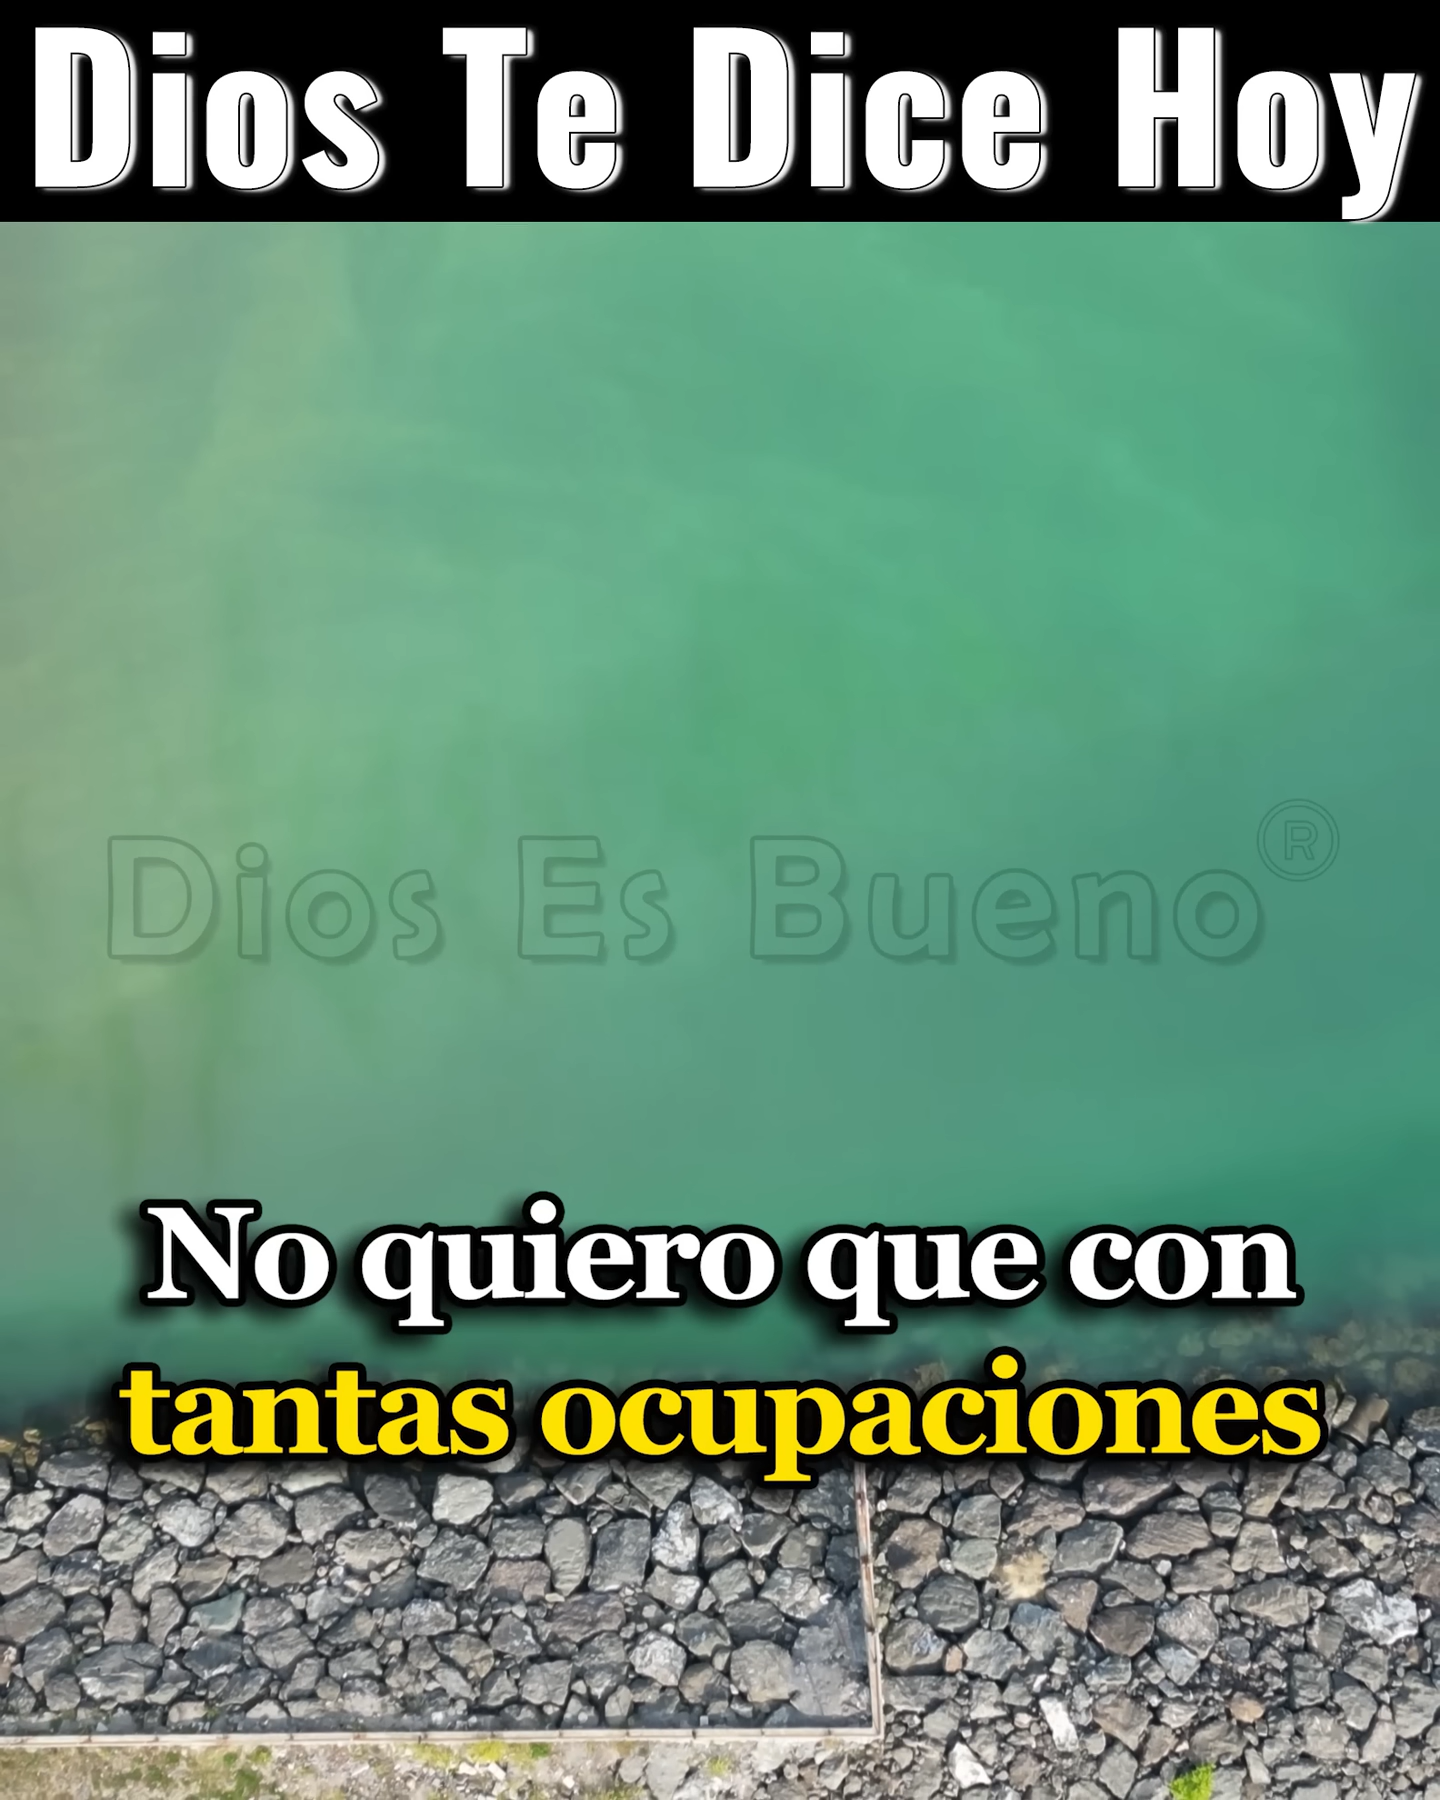 Dios Te Dice Hoy
Dios Es Bueno®
No quiero que con
tantas ocupaciones